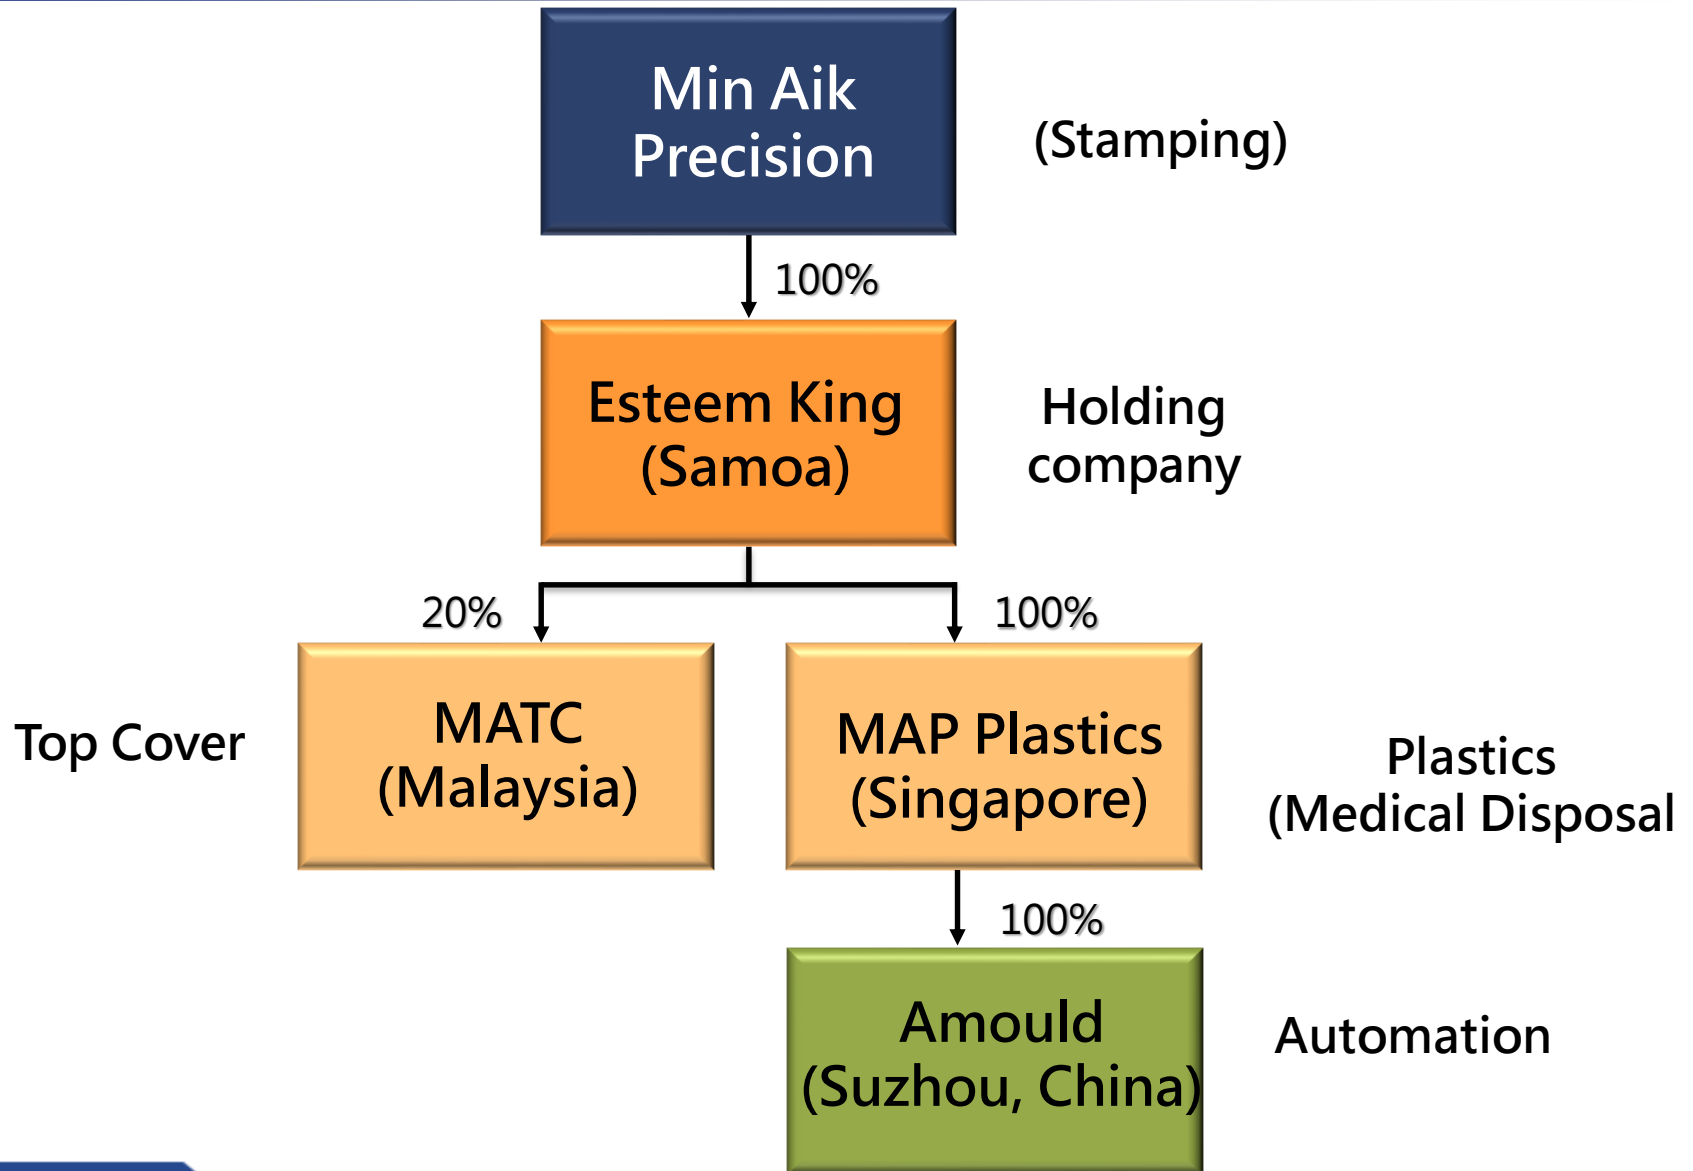 Min Aik
Precision
(Stamping)
100%
Esteem King
(Samoa)
Holding
company
20%
100%
Top Cover
MATC
(Malaysia)
MAP Plastics
(Singapore)
Plastics
(Medical Disposal
100%
Amould
(Suzhou, China)
Automation